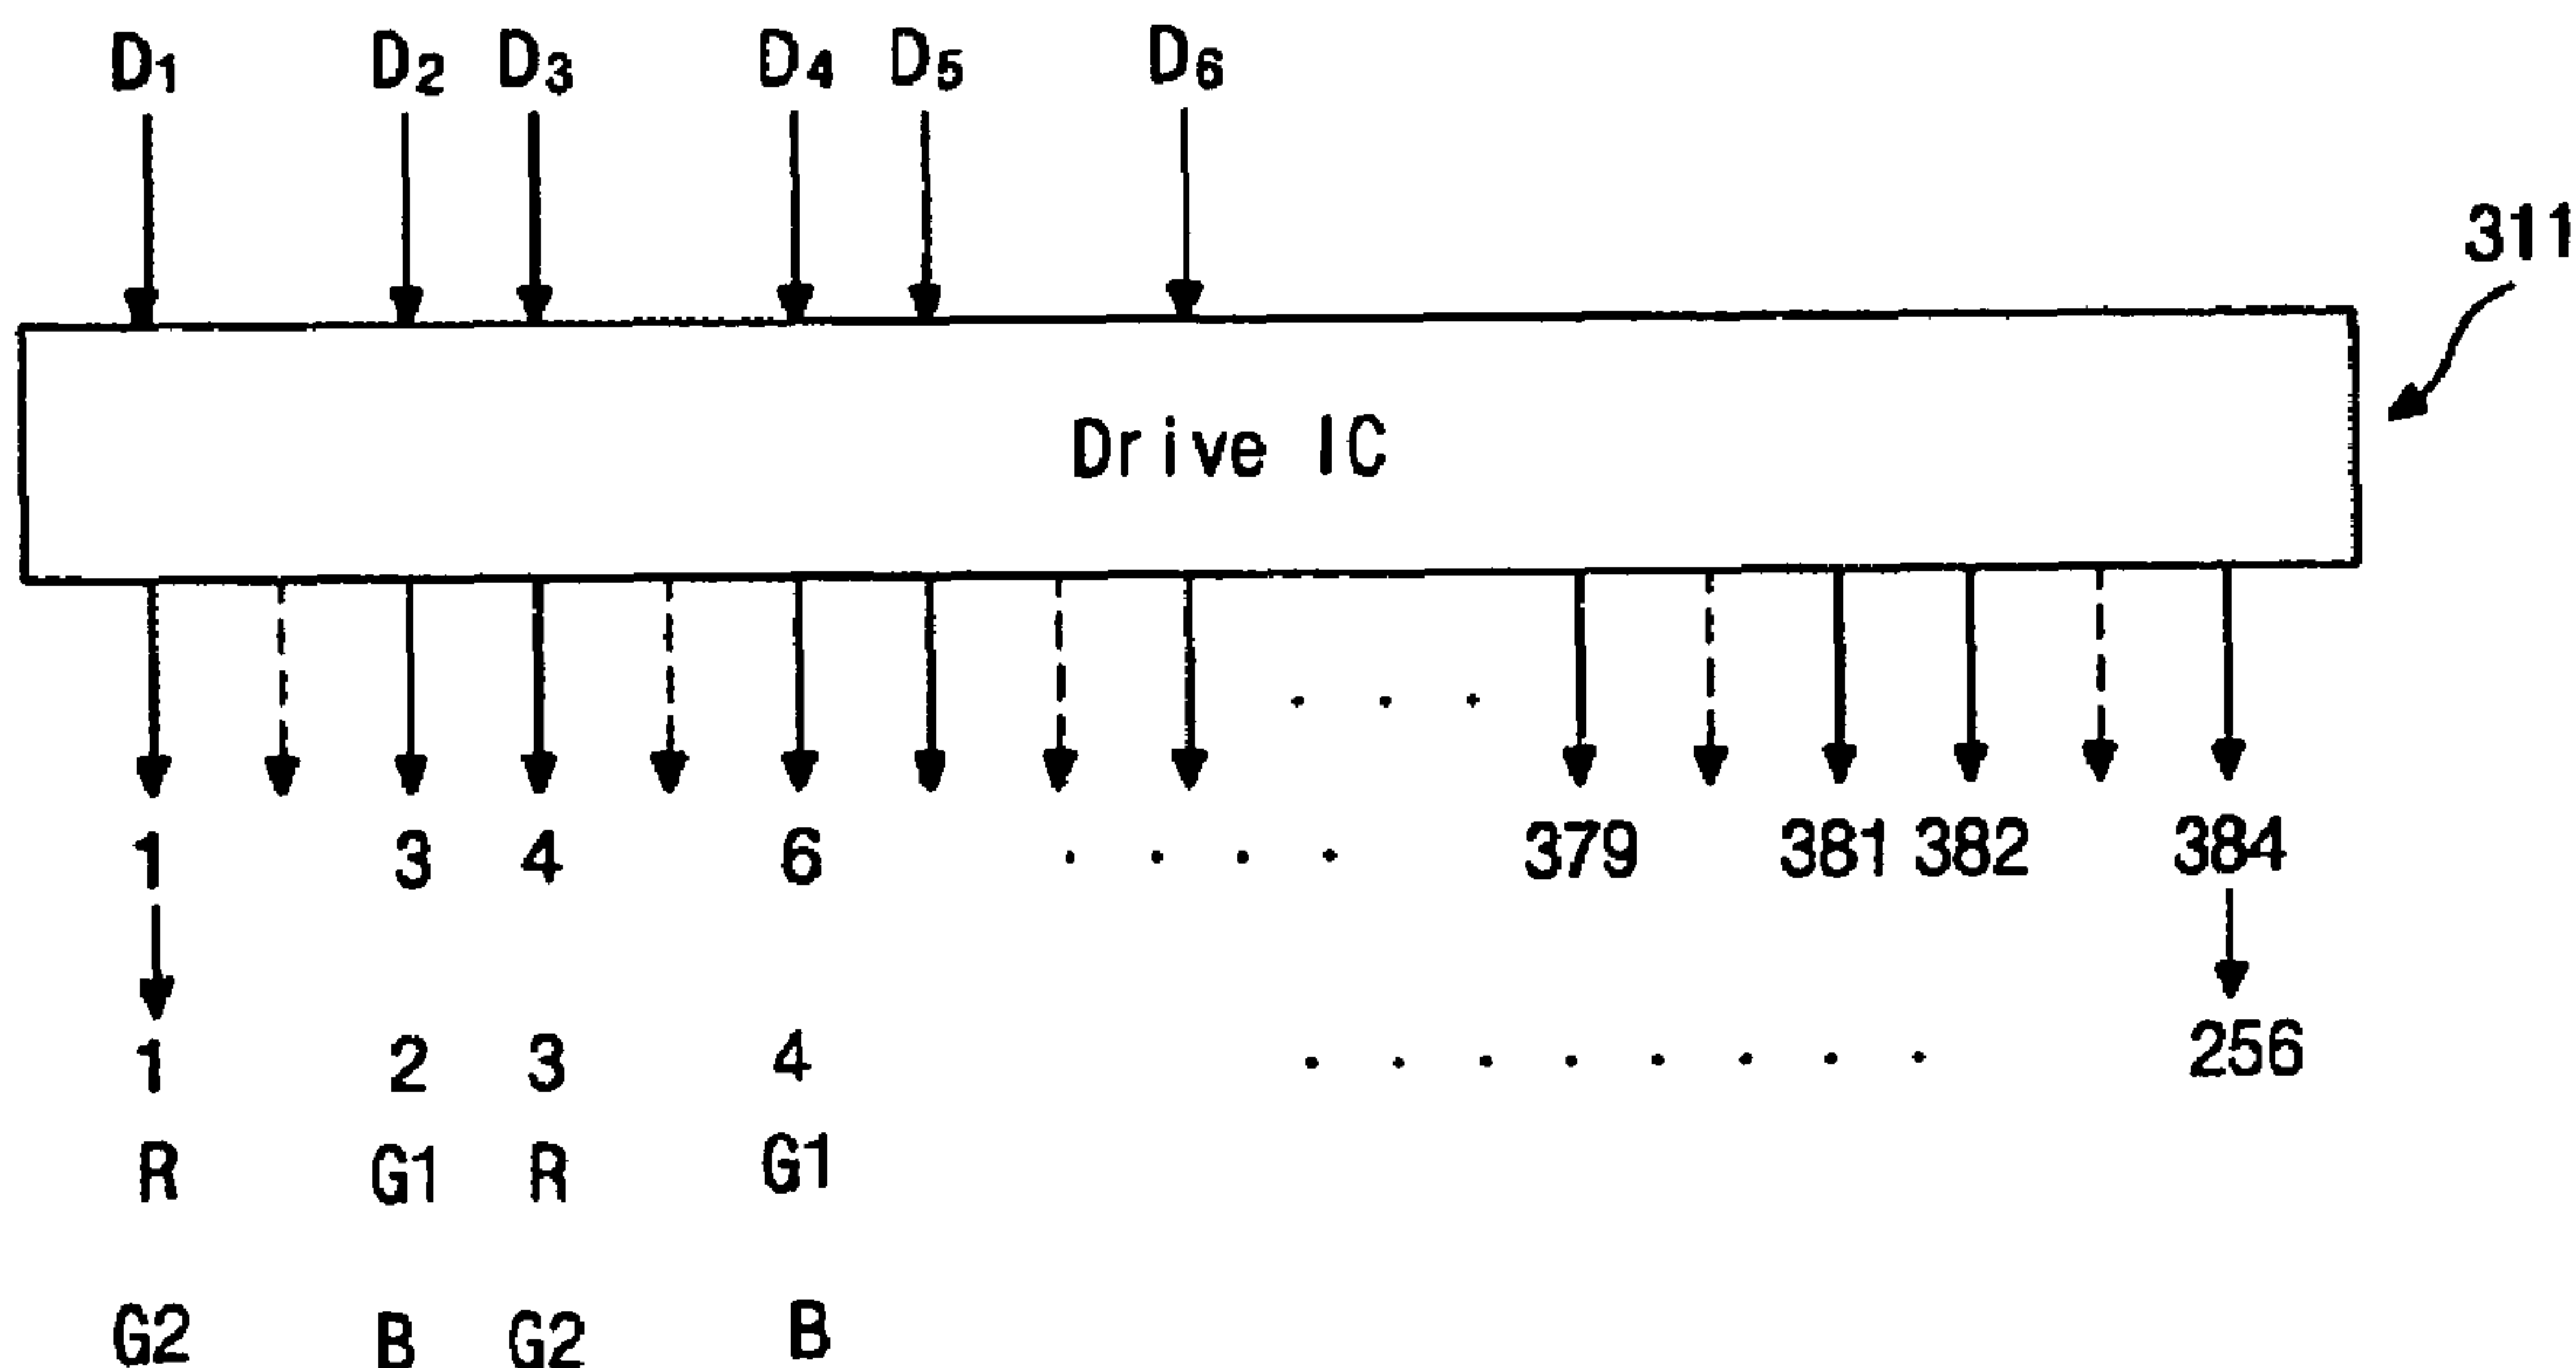 D1 D2 D3 D4 D5 D6
311
Drive IC
1 3 4 6 . . . . 379 381 382 384
1 2 3 4 . . . . . . . . 256
R G1 R G1
G2 B G2 B